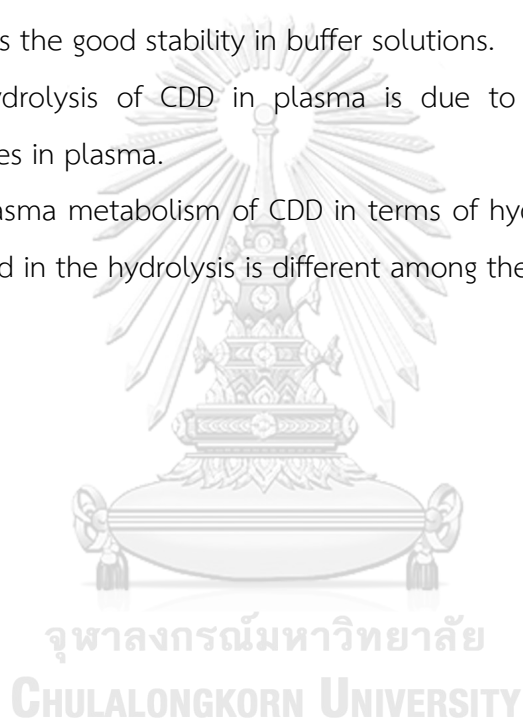 s the good stability in buffer solutions.
ydrolysis of CDD in plasma is due to
es in plasma.
asma metabolism of CDD in terms of hyd
d in the hydrolysis is different among the
จุฬาลงกรณ์มหาวิทยาลัย
CHULALONGKORN UNIVERSITY